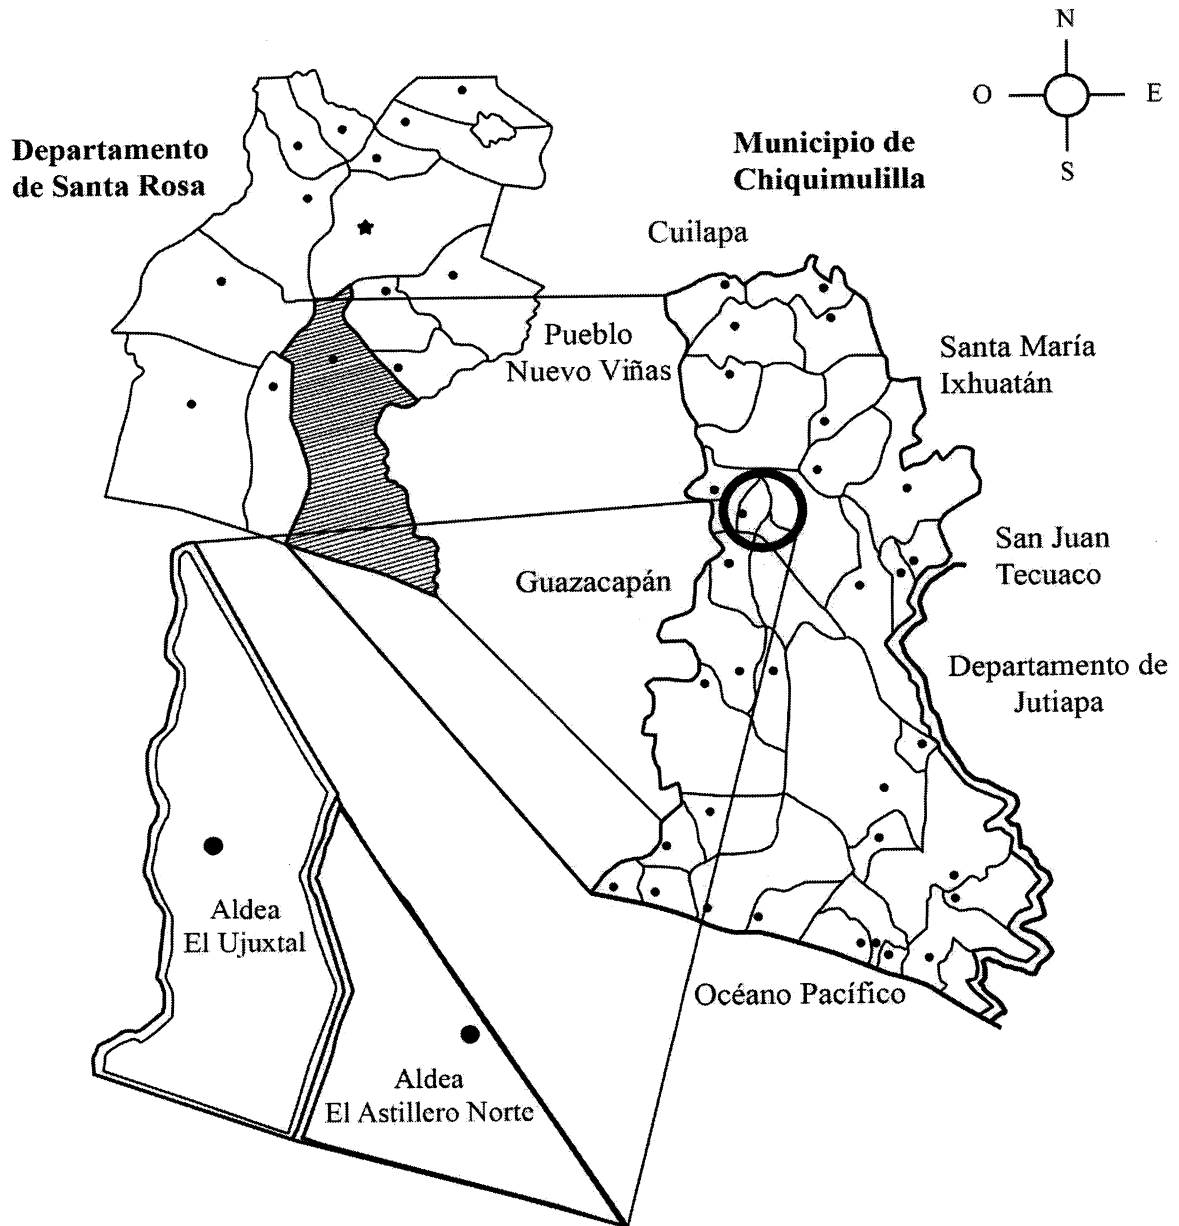 N
O
E
S
Departamento
de Santa Rosa
Municipio de
Chiquimulilla
Cuilapa
Pueblo
Nuevo Viñas
Santa María
Ixhuatán
Guazacapán
San Juan
Tecuaco
Departamento de
Jutiapa
Aldea
El Ujuxtal
Océano Pacífico
Aldea
El Astillero Norte